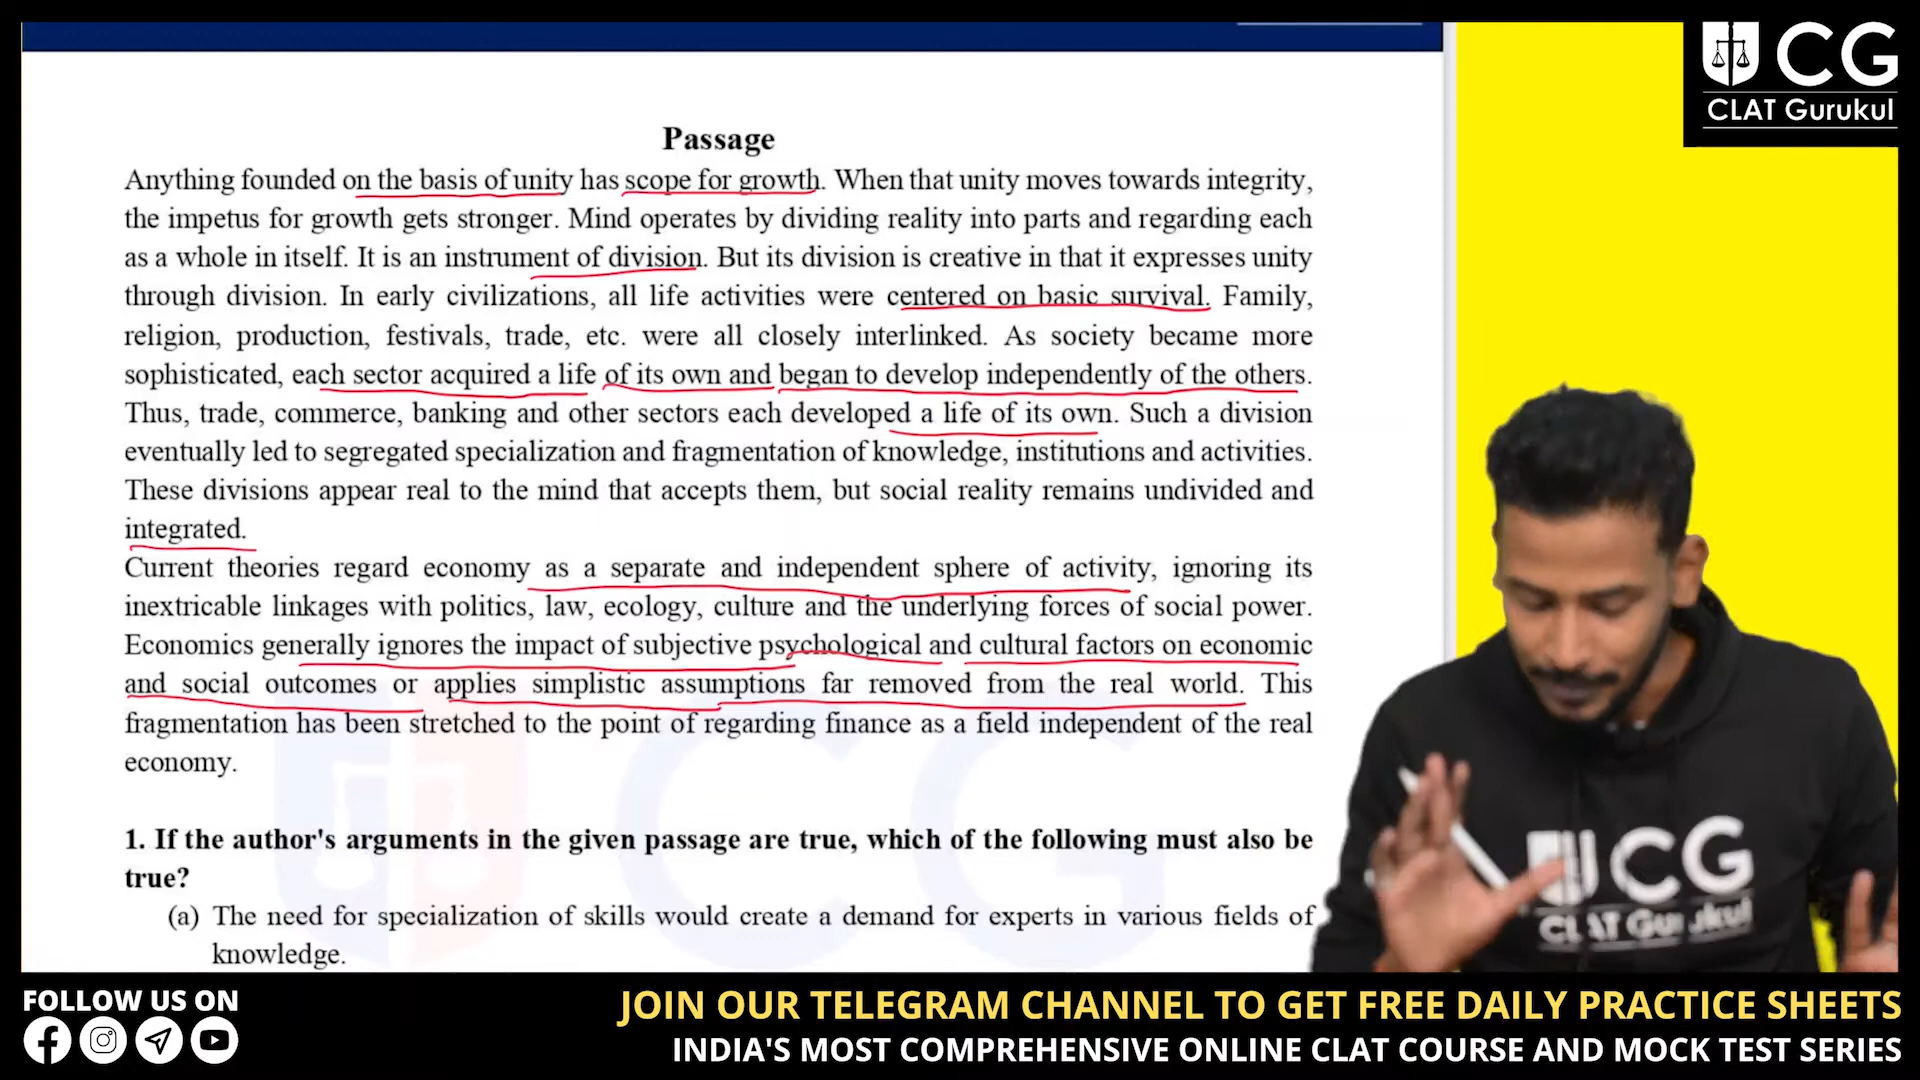 CG
CLAT Gurukul
Passage
Anything founded on the basis of unity has scope for growth. When that unity moves towards integrity,
the impetus for growth gets stronger. Mind operates by dividing reality into parts and regarding each
as a whole in itself. It is an instrument of division. But its division is creative in that it expresses unity
through division. In early civilizations, all life activities were centered on basic survival. Family,
religion, production, festivals, trade, etc. were all closely interlinked. As society became more
sophisticated, each sector acquired a life of its own and began to develop independently of the others.
Thus, trade, commerce, banking and other sectors each developed a life of its own. Such a division
eventually led to segregated specialization and fragmentation of knowledge, institutions and activities.
These divisions appear real to the mind that accepts them, but social reality remains undivided and
integrated.
Current theories regard economy as a separate and independent sphere of activity, ignoring its
inextricable linkages with politics, law, ecology, culture and the underlying forces of social power.
Economics generally ignores the impact of subjective psychological and cultural factors on economic
and social outcomes or applies simplistic assumptions far removed from the real world. This
fragmentation has been stretched to the point of regarding finance as a field independent of the real
economy.
1. If the author's arguments in the given passage are true, which of the following must also be
true?
(a) The need for specialization of skills would create a demand for experts in various fields of
knowledge.
CG
CLAT Gurukul
FOLLOW US ON
JOIN OUR TELEGRAM CHANNEL TO GET FREE DAILY PRACTICE SHEETS
INDIA'S MOST COMPREHENSIVE ONLINE CLAT COURSE AND MOCK TEST SERIES